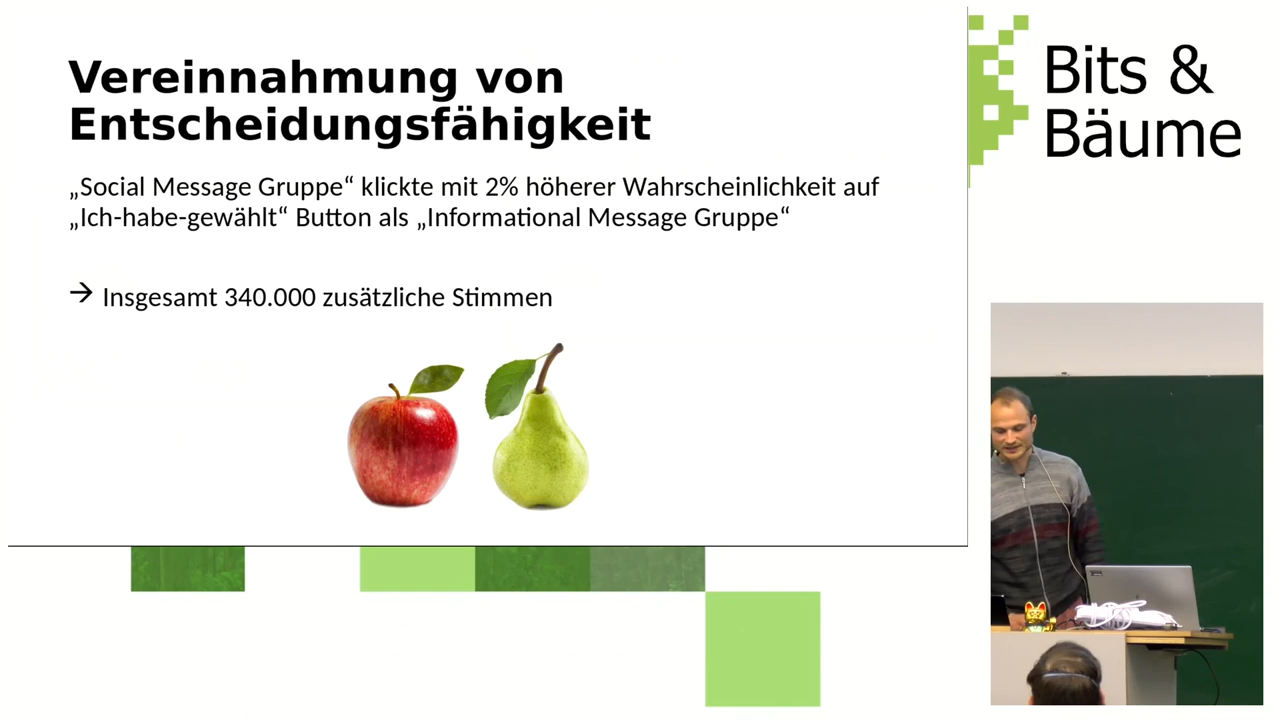 Vereinnahmung von
Entscheidungsfähigkeit
„Social Message Gruppe“ klickte mit 2% höherer Wahrscheinlichkeit auf
„Ich-habe-gewählt“ Button als „Informational Message Gruppe“
→ Insgesamt 340.000 zusätzliche Stimmen
Bits &
Bäume